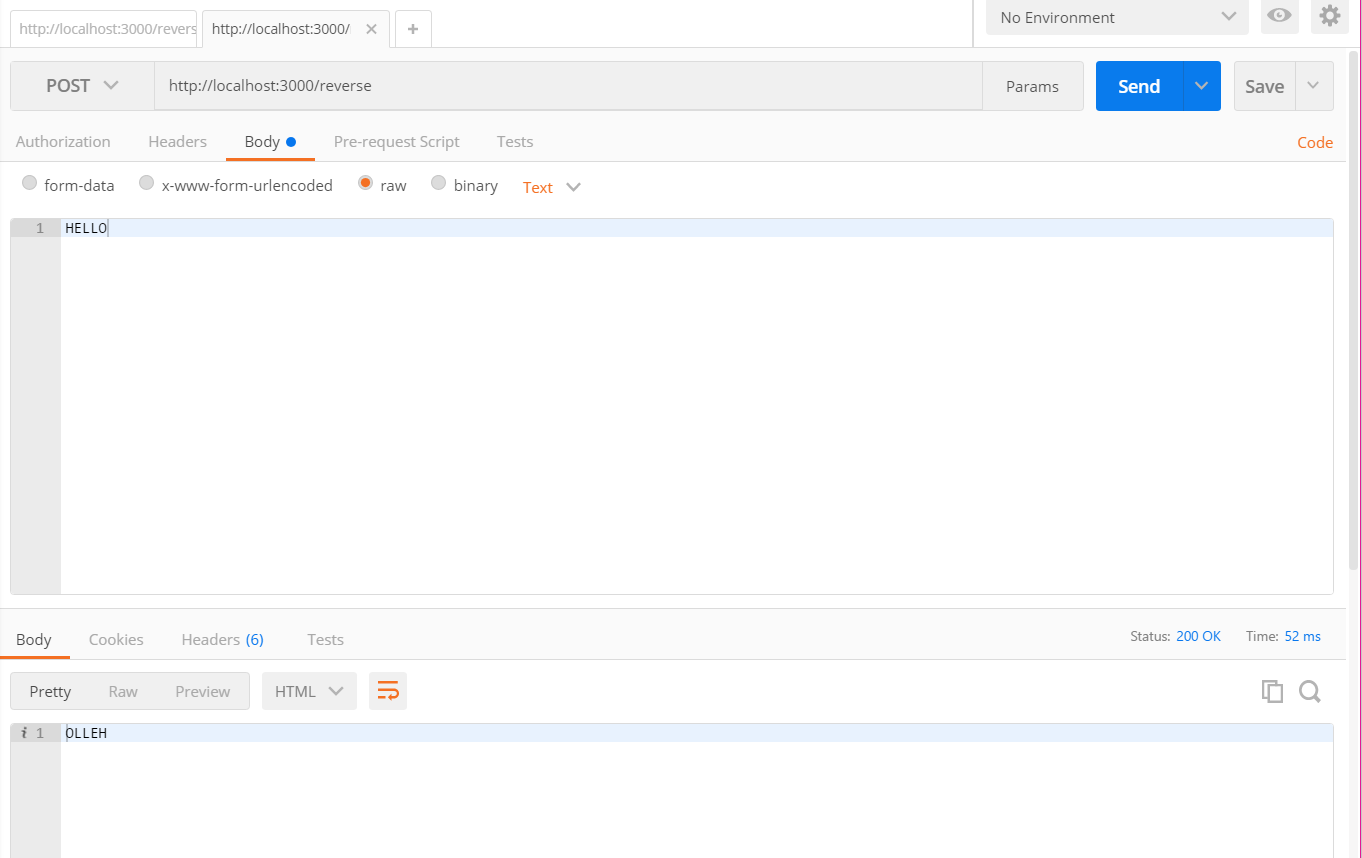 http://localhost:3000/revers http://localhost:3000/ No Environment
POST http://localhost:3000/reverse Params Send Save
Authorization Headers Body Pre-request Script Tests Code
form-data x-www-form-urlencoded raw binary Text
1 HELLO
Body Cookies Headers (6) Tests Status: 200 OK Time: 52 ms
Pretty Raw Preview HTML
i 1 OLLEH